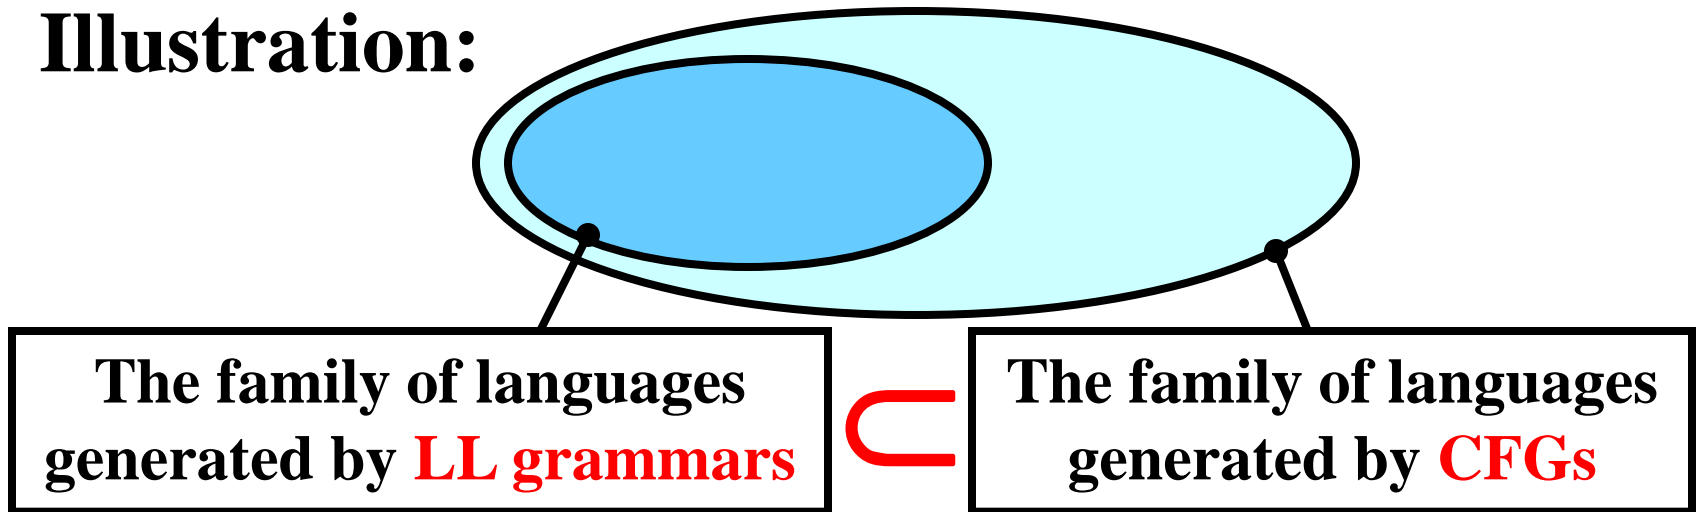 Illustration:
The family of languages
generated by LL grammars
⊂
The family of languages
generated by CFGs